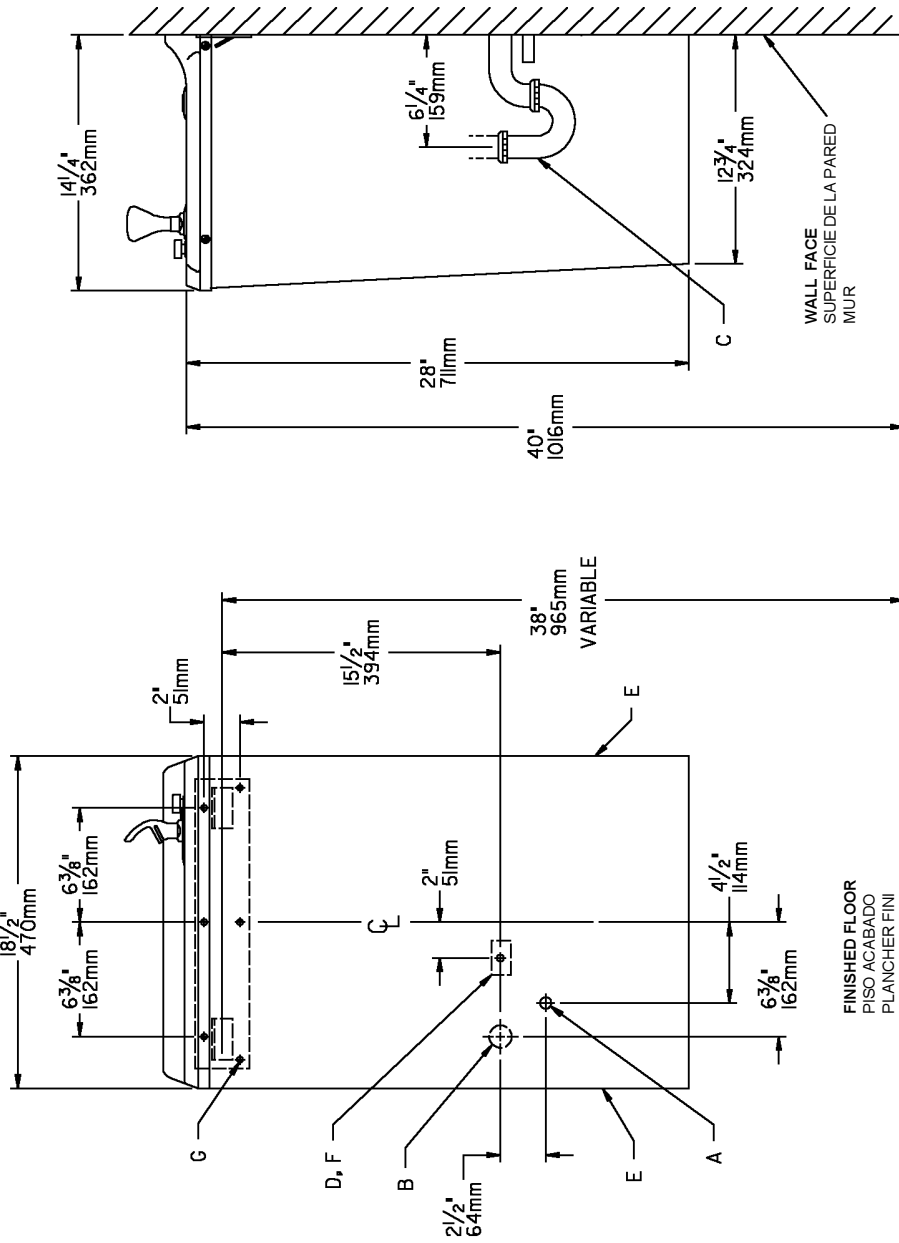 14 1/4"
362mm
6 1/4"
159mm
12 3/4"
324mm
WALL FACE
SUPERFICIE DE LA PARED
MUR
C
28"
711mm
40"
1016mm
38"
965mm
VARIABLE
15 1/2"
394mm
2"
51mm
E
18 1/2"
470mm
6 3/8"
162mm
6 3/8"
162mm
2"
51mm
CL
4 1/2"
114mm
6 3/8"
162mm
G
D, F
B
2 1/2"
64mm
E
A
FINISHED FLOOR
PISO ACABADO
PLANCHER FINI